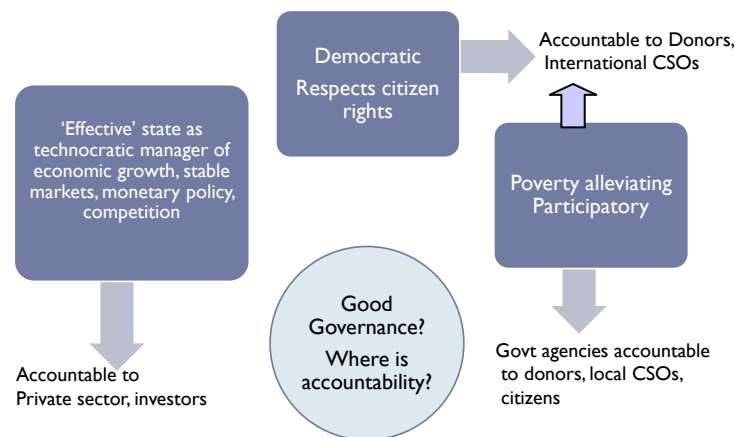 Democratic
Respects citizen
rights
Accountable to Donors,
International CSOs
‘Effective’ state as
technocratic manager of
economic growth, stable
markets, monetary policy,
competition
Poverty alleviating
Participatory
Good
Governance?
Where is
accountability?
Accountable to
Private sector, investors
Govt agencies accountable
to donors, local CSOs,
citizens